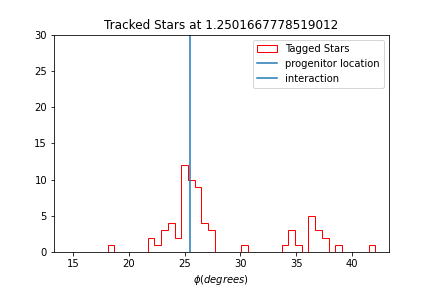 Tracked Stars at 1.2501667778519012
30
25
20
15
10
5
0
Tagged Stars
progenitor location
interaction
15 20 25 30 35 40
ϕ(degrees)